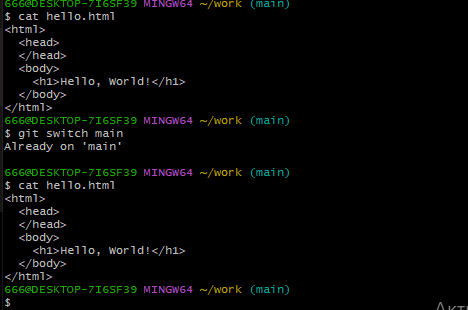 666@DESKTOP-7I6SF39 MINGW64 ~/work (main)
$ cat hello.html
<html>
  <head>
  </head>
  <body>
    <h1>Hello, World!</h1>
  </body>
</html>
666@DESKTOP-7I6SF39 MINGW64 ~/work (main)
$ git switch main
Already on 'main'

666@DESKTOP-7I6SF39 MINGW64 ~/work (main)
$ cat hello.html
<html>
  <head>
  </head>
  <body>
    <h1>Hello, World!</h1>
  </body>
</html>
666@DESKTOP-7I6SF39 MINGW64 ~/work (main)
$